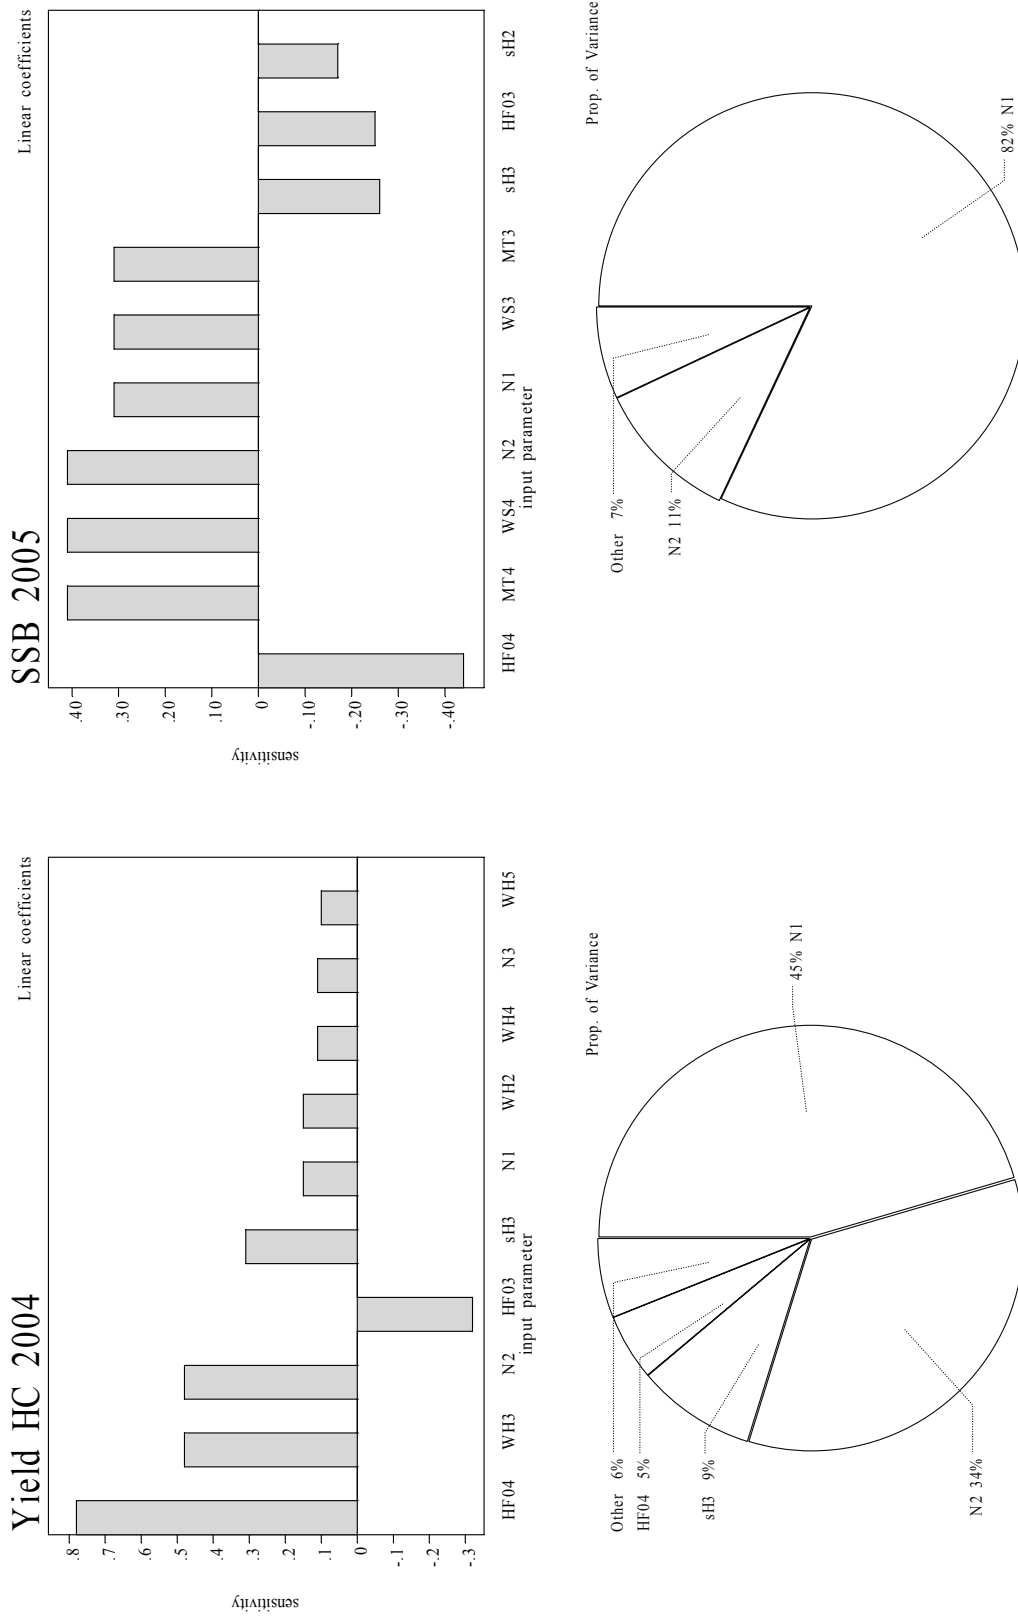 Yield HC 2004
Linear coefficients
sensitivity
.8
.7
.6
.5
.4
.3
.2
.1
0
-.1
-.2
-.3
HF04 WH3 N2 HF03 sH3 N1 WH2 WH4 N3 WH5
input parameter
Prop. of Variance
Other 6%
HF04 5%
sH3 9%
N2 34%
45% N1
SSB 2005
Linear coefficients
sensitivity
.40
.30
.20
.10
0
-.10
-.20
-.30
-.40
HF04 MT4 WS4 N2 N1 WS3 MT3 sH3 HF03 sH2
input parameter
Prop. of Variance
Other 7%
N2 11%
82% N1